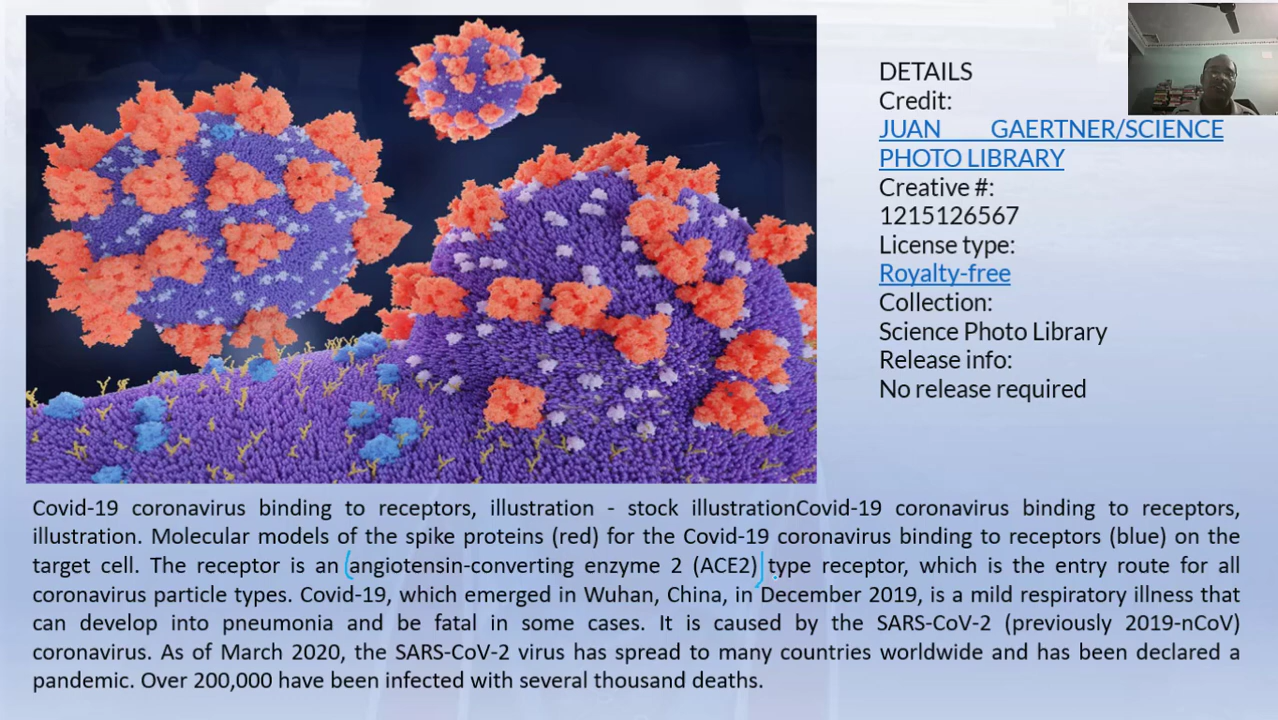 DETAILS
Credit:
JUAN GAERTNER/SCIENCE
PHOTO LIBRARY
Creative #:
1215126567
License type:
Royalty-free
Collection:
Science Photo Library
Release info:
No release required
Covid-19 coronavirus binding to receptors, illustration - stock illustrationCovid-19 coronavirus binding to receptors,
illustration. Molecular models of the spike proteins (red) for the Covid-19 coronavirus binding to receptors (blue) on the
target cell. The receptor is an angiotensin-converting enzyme 2 (ACE2) type receptor, which is the entry route for all
coronavirus particle types. Covid-19, which emerged in Wuhan, China, in December 2019, is a mild respiratory illness that
can develop into pneumonia and be fatal in some cases. It is caused by the SARS-CoV-2 (previously 2019-nCoV)
coronavirus. As of March 2020, the SARS-CoV-2 virus has spread to many countries worldwide and has been declared a
pandemic. Over 200,000 have been infected with several thousand deaths.